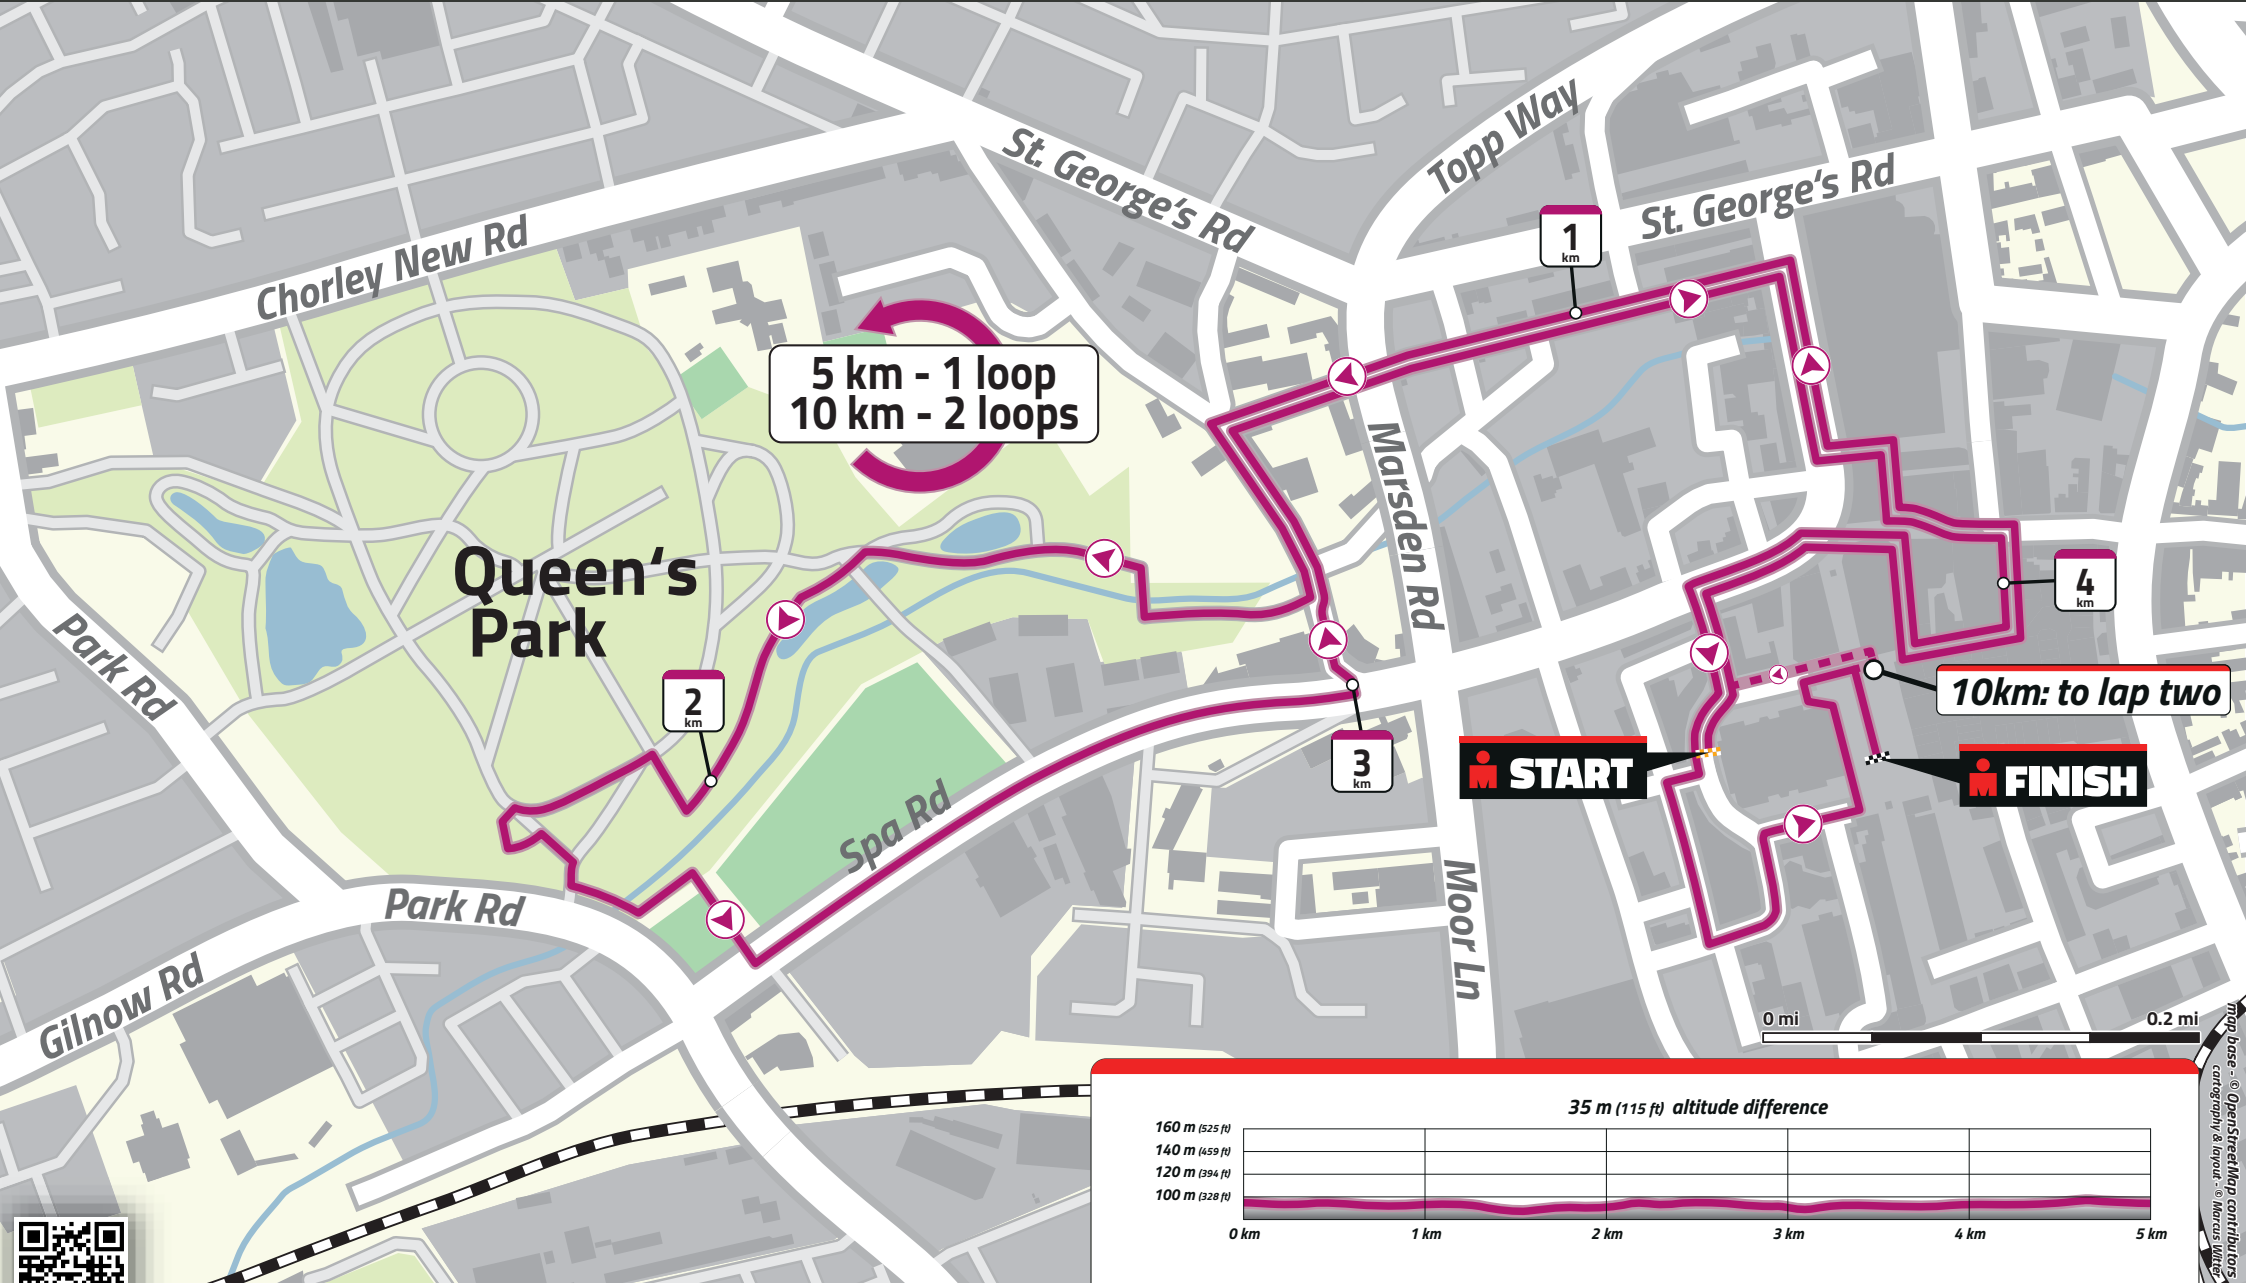 St. George's Rd
Topp Way
St. George's Rd
1
km
Chorley New Rd
5 km - 1 loop
10 km - 2 loops
Marsden Rd
Queen's
Park
4
km
Park Rd
2
km
10km: to lap two
3
km
START
FINISH
Spa Rd
Park Rd
Moor Ln
Gilnow Rd
0 mi
0.2 mi
map base - © OpenStreetMap contributors
cartography & layout - © Marcus Witter
35 m (115 ft) altitude difference
160 m (525 ft)
140 m (459 ft)
120 m (394 ft)
100 m (328 ft)
0 km
1 km
2 km
3 km
4 km
5 km